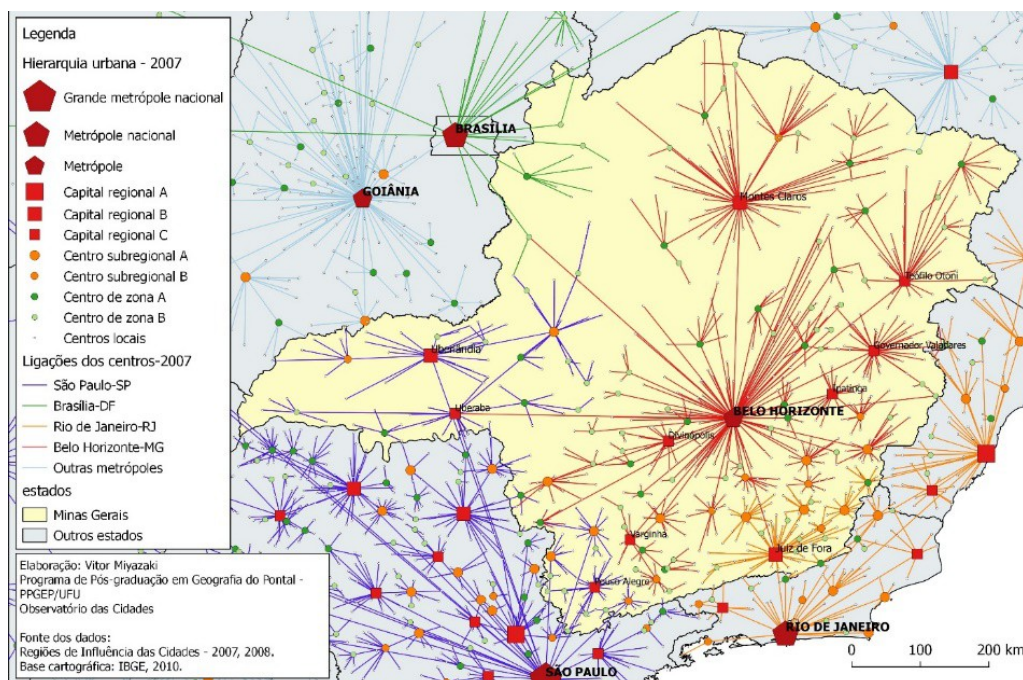 Legenda
Hierarquia urbana - 2007
Grande metrópole nacional
Metrópole nacional
Metrópole
Capital regional A
Capital regional B
Capital regional C
Centro subregional A
Centro subregional B
Centro de zona A
Centro de zona B
Centros locais
Ligações dos centros-2007
São Paulo-SP
Brasília-DF
Rio de Janeiro-RJ
Belo Horizonte-MG
Outras metrópoles
estados
Minas Gerais
Outros estados
Elaboração: Vitor Miyazaki
Programa de Pós-graduação em Geografia do Pontal -
PPGEP/UFU
Observatório das Cidades
Fonte dos dados:
Regiões de Influência das Cidades - 2007, 2008.
Base cartográfica: IBGE, 2010.
BRASÍLIA
GOIÂNIA
Montes Claros
Teófilo Otoni
Uberlândia
Governador Valadares
Ipatinga
Uberaba
BELO HORIZONTE
Divinópolis
Varginha
Juiz de Fora
Pouso Alegre
RIO DE JANEIRO
SÃO PAULO
0 100 200 km